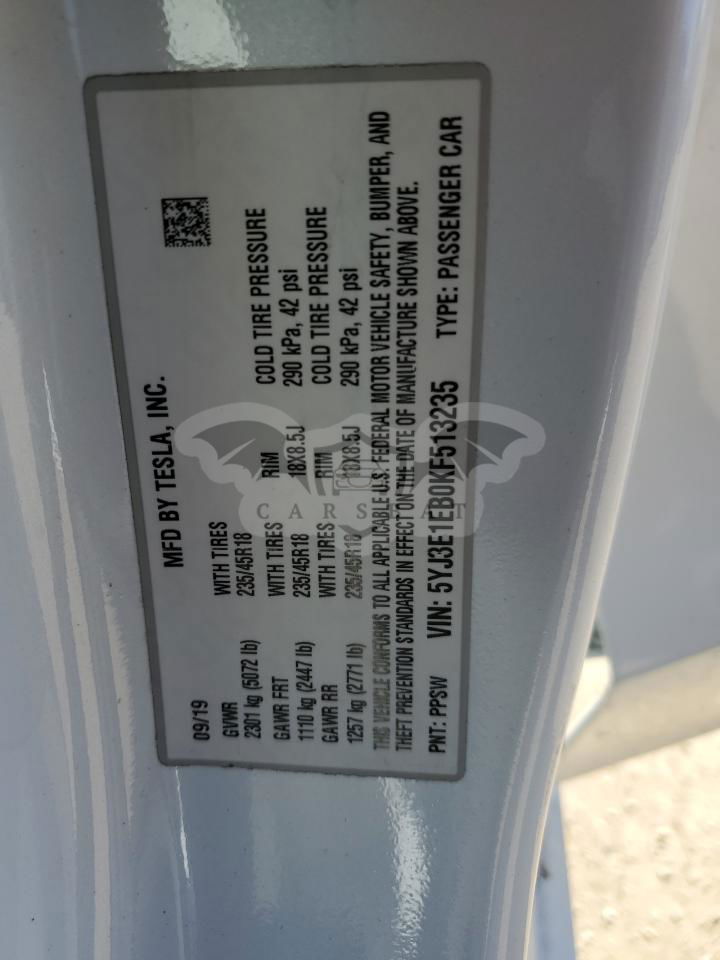 MFD BY TESLA, INC.
09/19
GVWR WITH TIRES
2301 kg (5072 lb) 235/45R18
GAWR FRT WITH TIRES RIM COLD TIRE PRESSURE
1110 kg (2447 lb) 235/45R18 18X8.5J 290 kPa, 42 psi
GAWR RR WITH TIRES RIM COLD TIRE PRESSURE
1257 kg (2771 lb) 235/45R18 18X8.5J 290 kPa, 42 psi
THIS VEHICLE CONFORMS TO ALL APPLICABLE U.S. FEDERAL MOTOR VEHICLE SAFETY, BUMPER, AND
THEFT PREVENTION STANDARDS IN EFFECT ON THE DATE OF MANUFACTURE SHOWN ABOVE.
PNT: PPSW VIN: 5YJ3E1EB0KF513235 TYPE: PASSENGER CAR